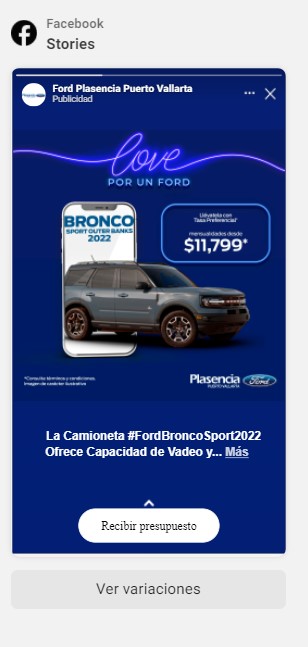 Facebook
Stories
Ford Plasencia Puerto Vallarta
Publicidad
love
POR UN FORD
BRONCO
SPORT OUTER BANKS
2022
Llévatela con
Tasa Preferencial*
mensualidades desde
$11,799*
*Consulta términos y condiciones.
Imagen de carácter ilustrativo
Plasencia Ford
PUERTO VALLARTA
La Camioneta #FordBroncoSport2022
Ofrece Capacidad de Vadeo y... Más
Recibir presupuesto
Ver variaciones